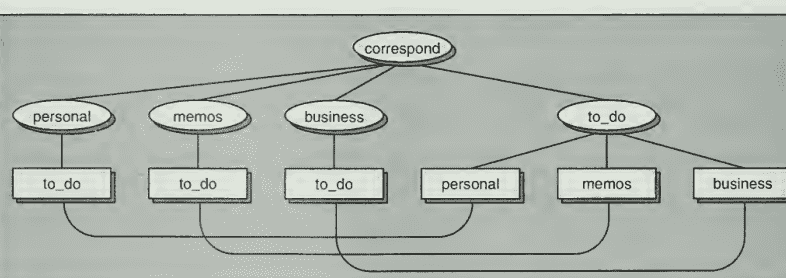 correspond
personal
memos
business
to_do
to_do
to_do
to_do
personal
memos
business